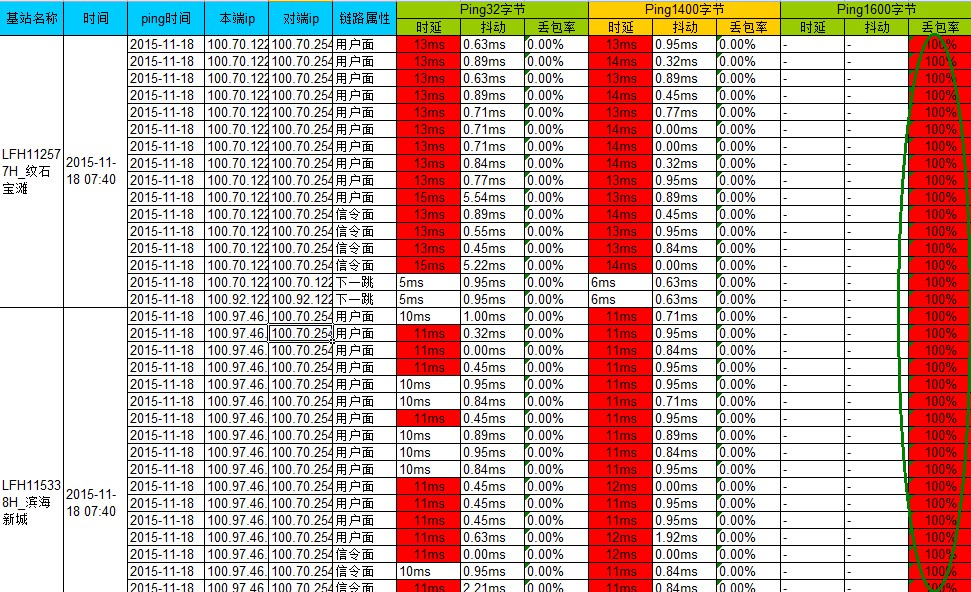 基站名称 时间 ping时间 本端ip 对端ip 链路属性 Ping32字节 Ping1400字节 Ping1600字节
时延 抖动 丢包率 时延 抖动 丢包率 时延 抖动 丢包率
LFH11257
7H_纹石
宝滩
2015-11-
18 07:40
2015-11-18 100.70.122 100.70.254 用户面 13ms 0.63ms 0.00% 13ms 0.95ms 0.00% - - 100%
2015-11-18 100.70.122 100.70.254 用户面 13ms 0.89ms 0.00% 14ms 0.32ms 0.00% - - 100%
2015-11-18 100.70.122 100.70.254 用户面 13ms 0.63ms 0.00% 13ms 0.89ms 0.00% - - 100%
2015-11-18 100.70.122 100.70.254 用户面 13ms 0.89ms 0.00% 14ms 0.45ms 0.00% - - 100%
2015-11-18 100.70.122 100.70.254 用户面 13ms 0.71ms 0.00% 13ms 0.77ms 0.00% - - 100%
2015-11-18 100.70.122 100.70.254 用户面 13ms 0.71ms 0.00% 14ms 0.00ms 0.00% - - 100%
2015-11-18 100.70.122 100.70.254 用户面 13ms 0.71ms 0.00% 14ms 0.00ms 0.00% - - 100%
2015-11-18 100.70.122 100.70.254 用户面 13ms 0.84ms 0.00% 14ms 0.32ms 0.00% - - 100%
2015-11-18 100.70.122 100.70.254 用户面 13ms 0.77ms 0.00% 13ms 0.95ms 0.00% - - 100%
2015-11-18 100.70.122 100.70.254 用户面 15ms 5.54ms 0.00% 13ms 0.89ms 0.00% - - 100%
2015-11-18 100.70.122 100.70.254 信令面 13ms 0.89ms 0.00% 14ms 0.45ms 0.00% - - 100%
2015-11-18 100.70.122 100.70.254 信令面 13ms 0.55ms 0.00% 13ms 0.95ms 0.00% - - 100%
2015-11-18 100.70.122 100.70.254 信令面 13ms 0.45ms 0.00% 13ms 0.84ms 0.00% - - 100%
2015-11-18 100.70.122 100.70.254 信令面 15ms 5.22ms 0.00% 14ms 0.00ms 0.00% - - 100%
2015-11-18 100.70.122 100.70.122 下一跳 5ms 0.95ms 0.00% 6ms 0.63ms 0.00% - - 100%
2015-11-18 100.92.122 100.92.122 下一跳 5ms 0.95ms 0.00% 6ms 0.63ms 0.00% - - 100%
LFH11533
8H_滨海
新城
2015-11-
18 07:40
2015-11-18 100.97.46. 100.70.254 用户面 10ms 1.00ms 0.00% 11ms 0.71ms 0.00% - - 100%
2015-11-18 100.97.46. 100.70.254 用户面 11ms 0.32ms 0.00% 11ms 0.95ms 0.00% - - 100%
2015-11-18 100.97.46. 100.70.254 用户面 11ms 0.00ms 0.00% 11ms 0.84ms 0.00% - - 100%
2015-11-18 100.97.46. 100.70.254 用户面 11ms 0.45ms 0.00% 11ms 0.95ms 0.00% - - 100%
2015-11-18 100.97.46. 100.70.254 用户面 10ms 0.95ms 0.00% 11ms 0.95ms 0.00% - - 100%
2015-11-18 100.97.46. 100.70.254 用户面 10ms 0.84ms 0.00% 11ms 0.71ms 0.00% - - 100%
2015-11-18 100.97.46. 100.70.254 用户面 11ms 0.45ms 0.00% 11ms 0.95ms 0.00% - - 100%
2015-11-18 100.97.46. 100.70.254 用户面 10ms 0.89ms 0.00% 11ms 0.89ms 0.00% - - 100%
2015-11-18 100.97.46. 100.70.254 用户面 10ms 0.95ms 0.00% 11ms 0.84ms 0.00% - - 100%
2015-11-18 100.97.46. 100.70.254 用户面 10ms 0.84ms 0.00% 11ms 0.95ms 0.00% - - 100%
2015-11-18 100.97.46. 100.70.254 用户面 11ms 0.45ms 0.00% 12ms 0.00ms 0.00% - - 100%
2015-11-18 100.97.46. 100.70.254 用户面 11ms 0.45ms 0.00% 11ms 0.95ms 0.00% - - 100%
2015-11-18 100.97.46. 100.70.254 用户面 11ms 0.45ms 0.00% 11ms 0.95ms 0.00% - - 100%
2015-11-18 100.97.46. 100.70.254 用户面 11ms 0.63ms 0.00% 12ms 1.92ms 0.00% - - 100%
2015-11-18 100.97.46. 100.70.254 信令面 11ms 0.00ms 0.00% 12ms 0.00ms 0.00% - - 100%
2015-11-18 100.97.46. 100.70.254 信令面 10ms 0.95ms 0.00% 11ms 0.84ms 0.00% - - 100%
2015-11-18 100.97.46. 100.70.254 信令面 11ms 2.21ms 0.00% 11ms 0.84ms 0.00% - - 100%